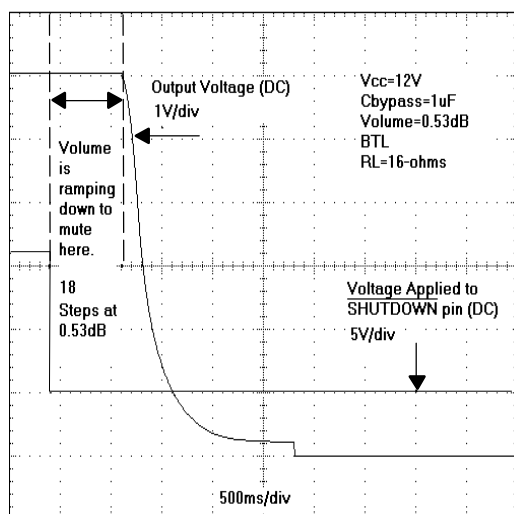 Output Voltage (DC)
1V/div
Vcc=12V
Cbypass=1uF
Volume=0.53dB
BTL
RL=16-ohms
Volume
is
ramping
down to
mute
here.
18
Steps at
0.53dB
Voltage Applied to
SHUTDOWN pin (DC)
5V/div
500ms/div